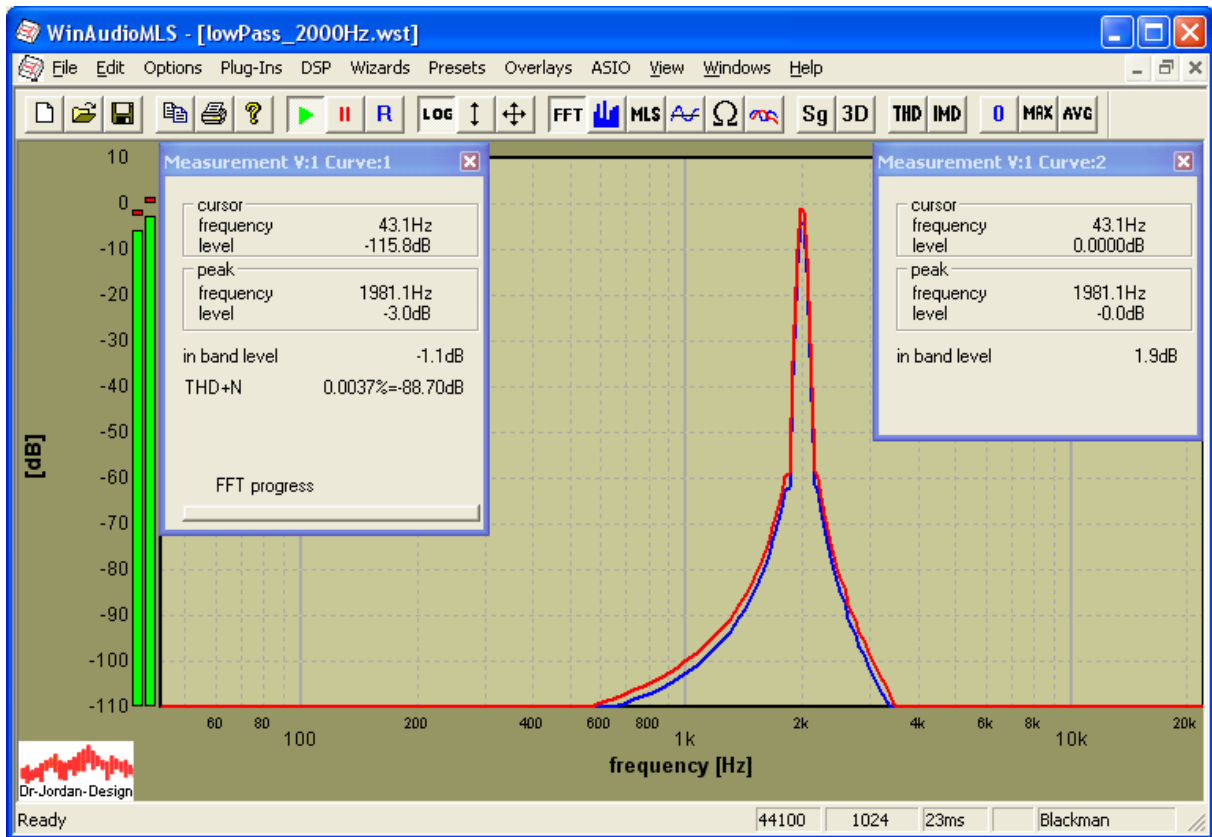 WinAudioMLS - [lowPass_2000Hz.wst]
File Edit Options Plug-Ins DSP Wizards Presets Overlays ASIO View Windows Help
R LOG FFT MLS Ω Sg 3D THD IMD 0 MAX AVG
Measurement V:1 Curve:1
cursor
frequency 43.1Hz
level -115.8dB
peak
frequency 1981.1Hz
level -3.0dB
in band level -1.1dB
THD+N 0.0037%=-88.70dB
FFT progress
Measurement V:1 Curve:2
cursor
frequency 43.1Hz
level 0.0000dB
peak
frequency 1981.1Hz
level -0.0dB
in band level 1.9dB
10
0
-10
-20
-30
-40
-50
-60
-70
-80
-90
-100
-110
[dB]
60 80 200 400 600 800 2k 4k 6k 8k 20k
100 1k 10k
frequency [Hz]
Dr-Jordan-Design
Ready 44100 1024 23ms Blackman